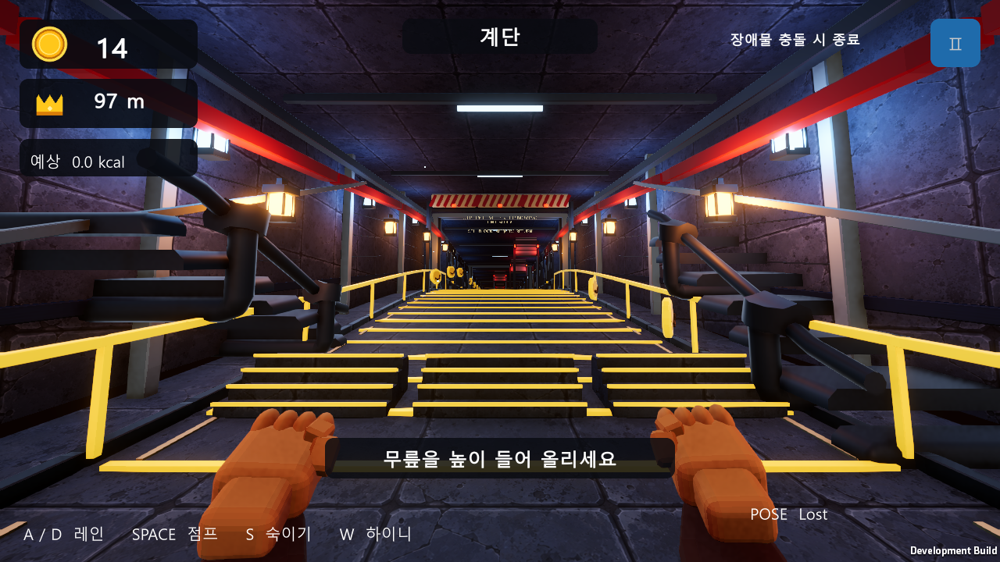 14
계단
장애물 충돌 시 종료
97 m
예상 0.0 kcal
무릎을 높이 들어 올리세요
POSE Lost
A / D 레인 SPACE 점프 S 숙이기 W 하이니
Development Build